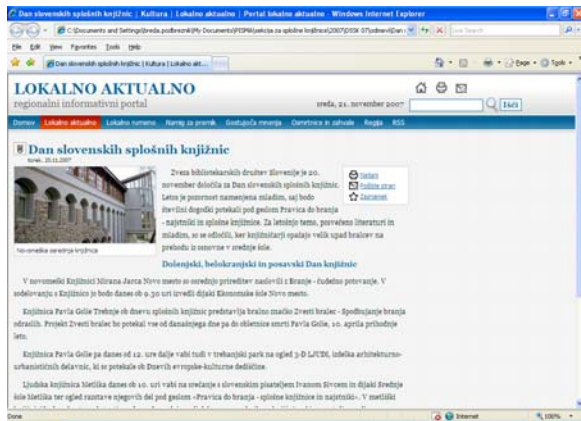 Dan slovenskih splošnih knjižnic | Kultura | Lokalno aktualno | Portal lokalno aktualno - Windows Internet Explorer
File Edit View Favorites Tools Help
Dan slovenskih splošnih knjižnic | Kultura | Lokalno akt...
Page Tools
LOKALNO AKTUALNO
regionalni informativni portal
sreda, 21. november 2007
Išči
Domov Lokalno aktualno Lokalno rumeno Namig za premik Gostujoča mnenja Osmrtnice in zahvale Regija RSS
Dan slovenskih splošnih knjižnic
torek, 20.11.2007
Zveza bibliotekarskih društev Slovenije je 20.
november določila za Dan slovenskih splošnih knjižnic.
Letos je pozornost namenjena mladim, saj bodo
številni dogodki potekali pod geslom Pravica do branja
- najstniki in splošne knjižnice. Za letošnjo temo, posvečeno literaturi in
mladim, so se odločili, ker knjižničarji opažajo velik upad bralcev na
prehodu iz osnovne v srednje šole.
Natisni
Pošljite stran
Zaznamek
Novomeška osrednja knjižnica
Dolenjski, belokranjski in posavski Dan knjižnic
V novomeški Knjižnici Mirana Jarca Novo mesto so osrednjo prireditev naslovili s Branje - čudežno potovanje. V
sodelovanju s Knjižnico jo bodo danes ob 9.30 uri izvedli dijaki Ekonomske šole Novo mesto.
Knjižnica Pavla Golie Trebnje ob dnevu splošnih knjižnic predstavlja bralno značko Zvesti bralec - Spodbujanje branja
odraslih. Projekt Zvesti bralec bo potekal vse od današnjega dne pa do obletnice smrti Pavla Golie, 10. aprila prihodnje
leto.
Knjižnica Pavla Golie pa danes od 12. ure dalje vabi tudi v trebanjski park na ogled 3-D LJUDI, izdelka arhitekturno-
urbanističnih delavnic, ki so potekale ob Dnevih evropske-kulturne dediščine.
Ljudska knjižnica Metlika danes ob 10. uri vabi na srečanje s slovenskim pisateljem Ivanom Sivcem in dijaki Srednje
šole Metlika ter ogled razstave njegovih del pod geslom »Pravica do branja - splošne knjižnice in najstniki«. V metliški
Done Internet 100%